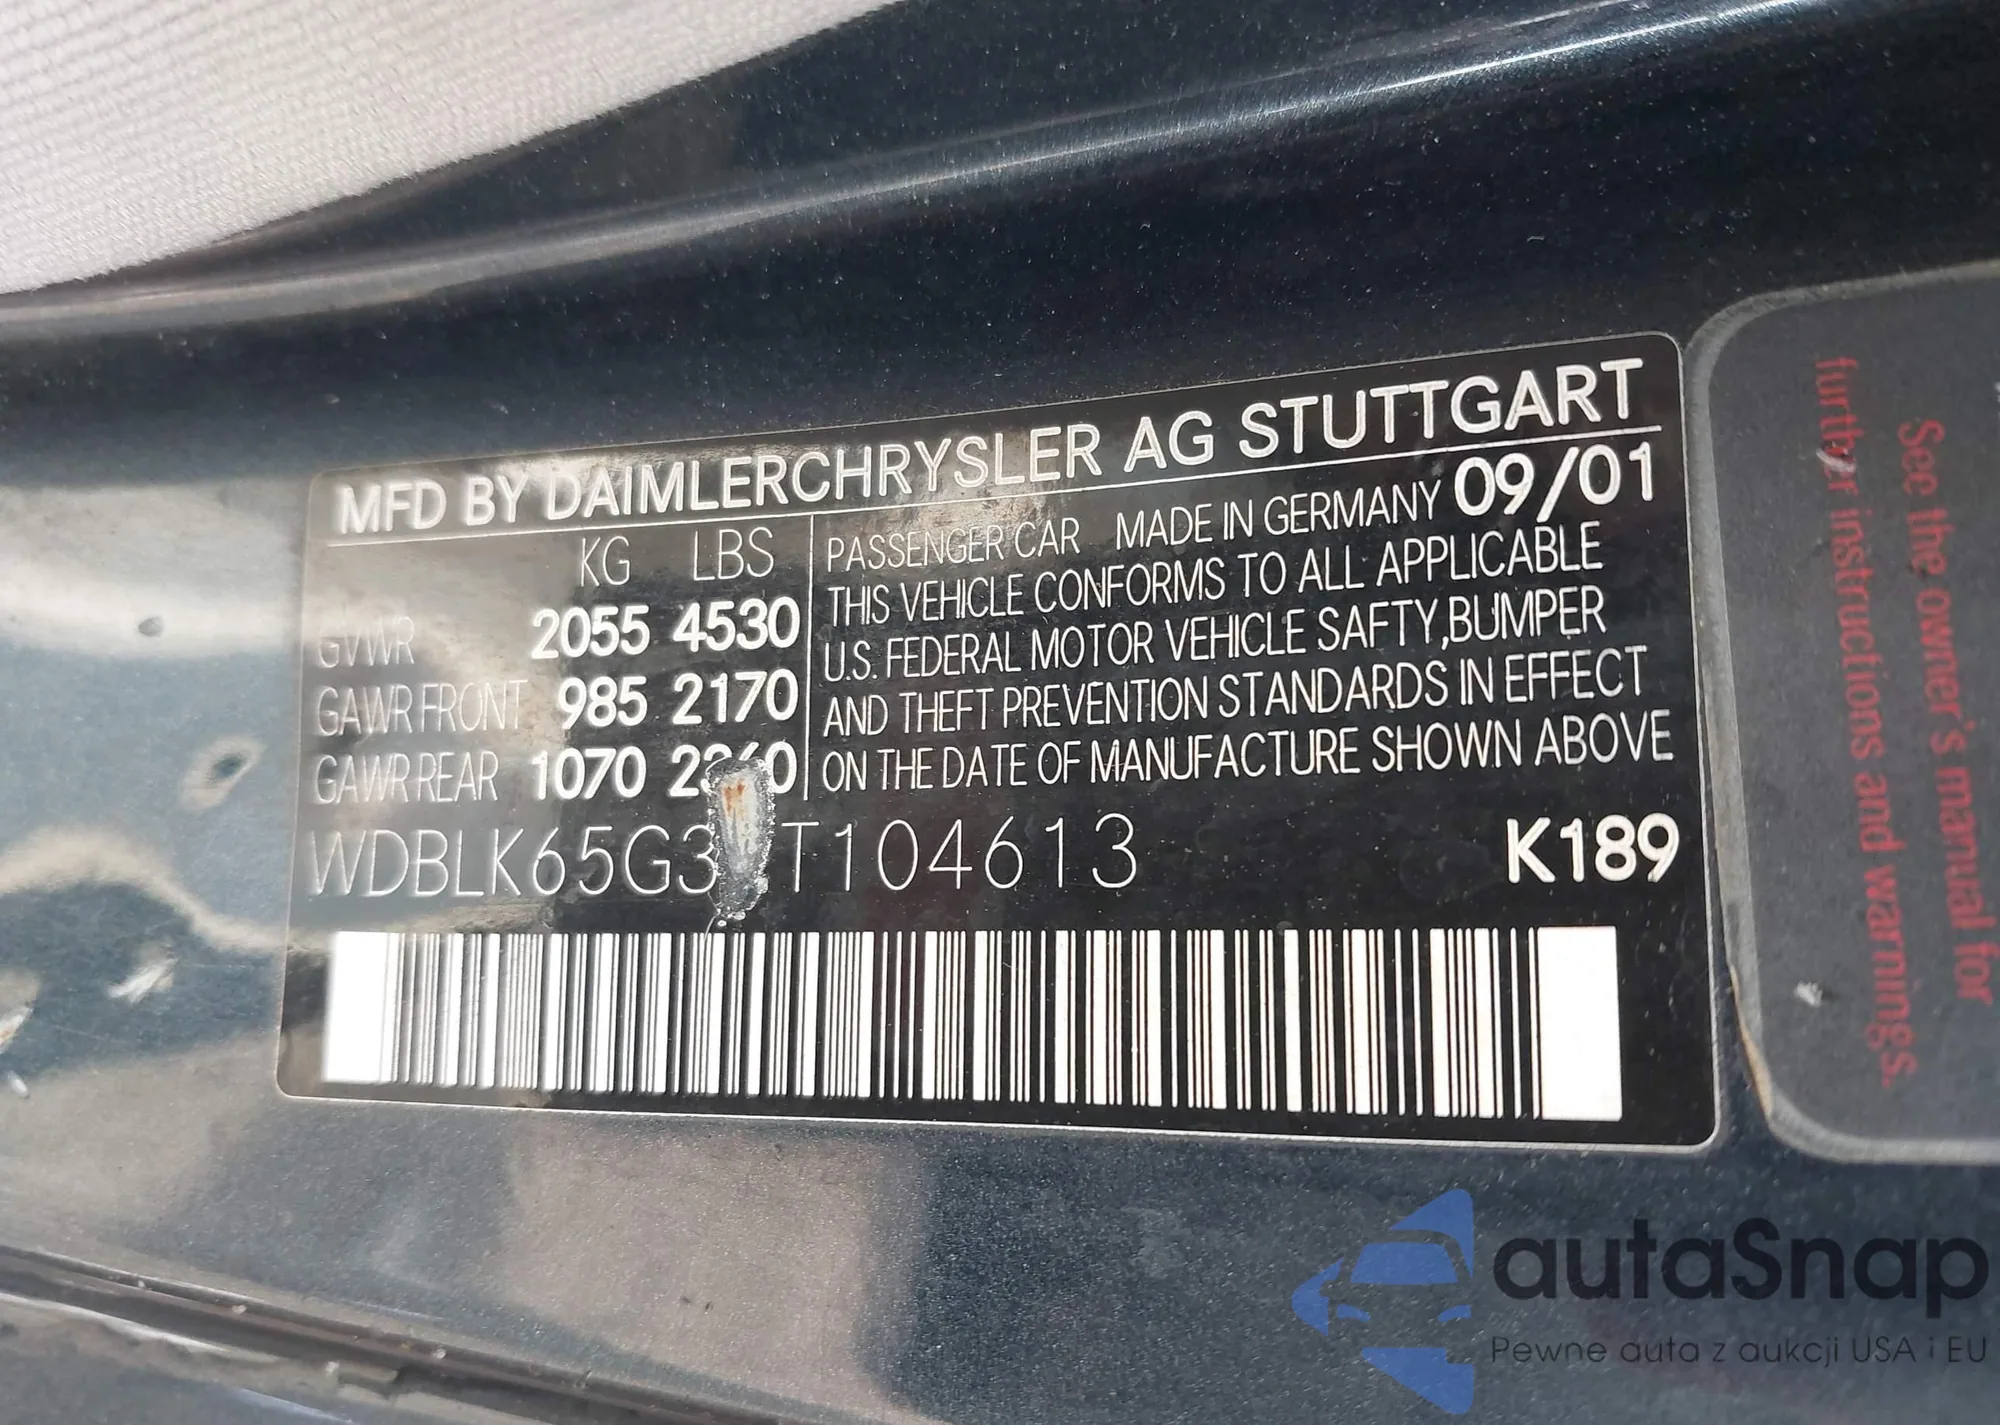 MFD BY DAIMLERCHRYSLER AG STUTTGART
KG LBS
GVWR 2055 4530
GAWR FRONT 985 2170
GAWR REAR 1070
PASSENGER CAR MADE IN GERMANY 09/01
THIS VEHICLE CONFORMS TO ALL APPLICABLE
U.S. FEDERAL MOTOR VEHICLE SAFTY,BUMPER
AND THEFT PREVENTION STANDARDS IN EFFECT
ON THE DATE OF MANUFACTURE SHOWN ABOVE
K189
See the owner's manual for
further instructions and warnings.
autaSnap
Pewne auta z aukcji USA i EU